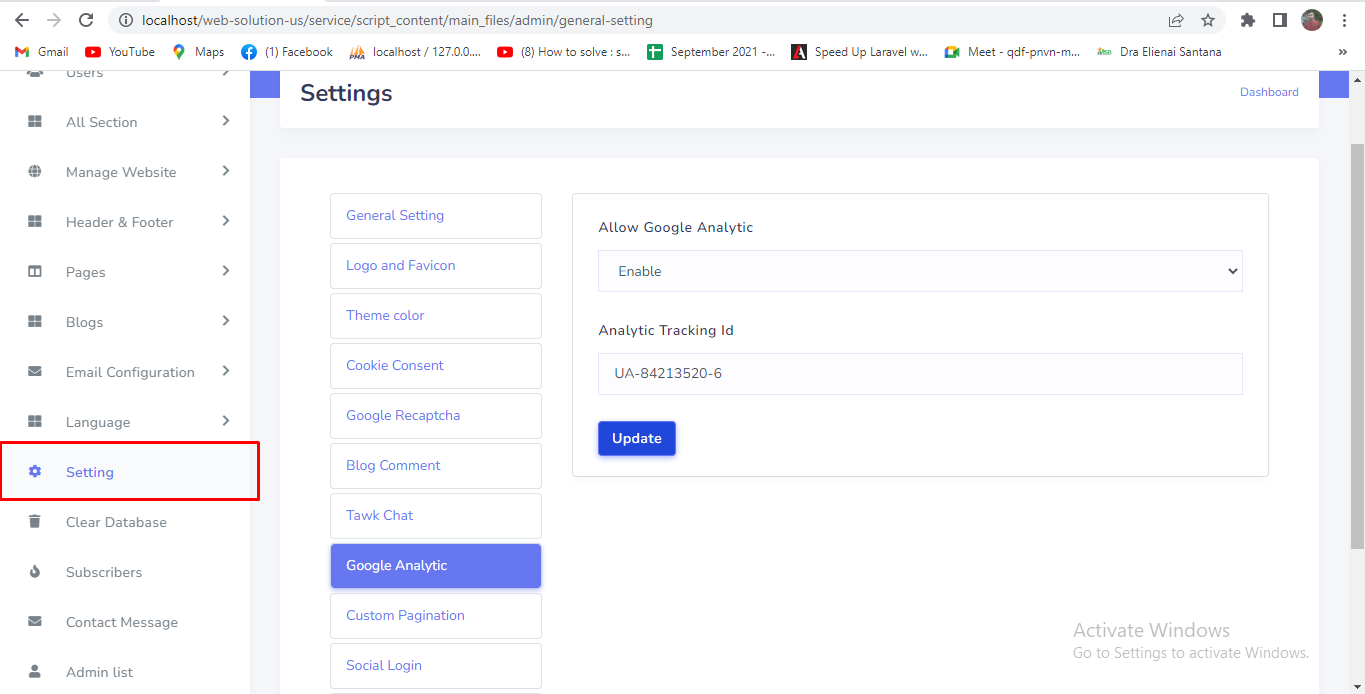 localhost/web-solution-us/service/script_content/main_files/admin/general-setting
Gmail
YouTube
Maps
(1) Facebook
localhost / 127.0.0....
(8) How to solve : s...
September 2021 -...
Speed Up Laravel w...
Meet - qdf-pnvn-m...
Dra Elienai Santana
»
Users
All Section
Manage Website
Header & Footer
Pages
Blogs
Email Configuration
Language
Setting
Clear Database
Subscribers
Contact Message
Admin list
Settings
Dashboard
General Setting
Logo and Favicon
Theme color
Cookie Consent
Google Recaptcha
Blog Comment
Tawk Chat
Google Analytic
Custom Pagination
Social Login
Allow Google Analytic
Enable
Analytic Tracking Id
UA-84213520-6
Update
Activate Windows
Go to Settings to activate Windows.